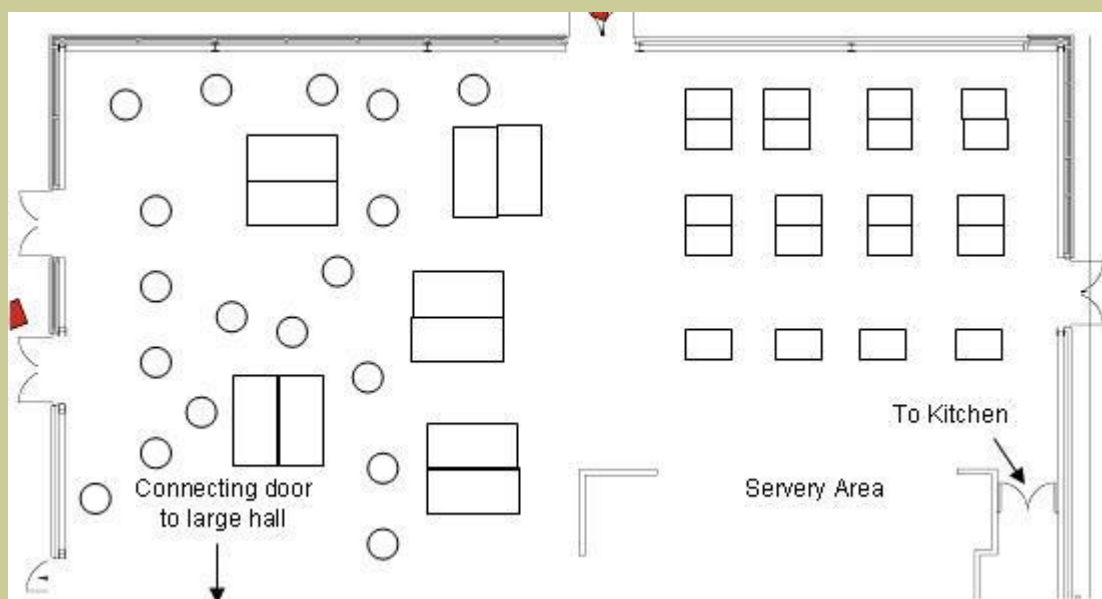 To Kitchen
Connecting door
to large hall
Servery Area